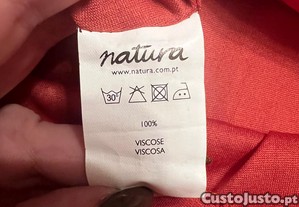 natura
www.natura.com.pt
30°
100%
VISCOSE
VISCOSA
CustoJusto.pt